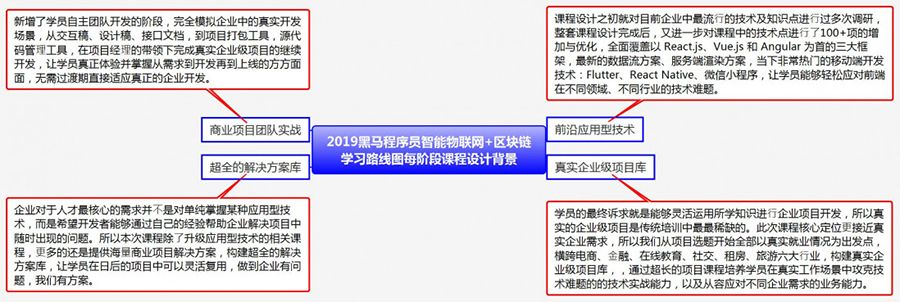 新增了学员自主团队开发的阶段，完全模拟企业中的真实开发
场景，从交互稿、设计稿、接口文档，到项目打包工具，源代
码管理工具，在项目经理的带领下完成真实企业级项目的继续
开发，让学员真正体验并掌握从需求到开发再到上线的方方面
面，无需过渡期直接适应真正的企业开发。
课程设计之初就对目前企业中最流行的技术及知识点进行过多次调研，
整套课程设计完成后，又进一步对课程中的技术点进行了100+项的增
加与优化，全面覆盖以 React.js、Vue.js 和 Angular 为首的三大框
架，最新的数据流方案、服务端渲染方案，当下非常热门的移动端开发
技术：Flutter、React Native、微信小程序，让学员能够轻松应对前端
在不同领域、不同行业的技术难题。
商业项目团队实战
2019黑马程序员智能物联网+区块链
学习路线图每阶段课程设计背景
前沿应用型技术
超全的解决方案库
真实企业级项目库
企业对于人才最核心的需求并不是对单纯掌握某种应用型技
术，而是希望开发者能够通过自己的经验帮助企业解决项目中
随时出现的问题。所以本次课程除了升级应用型技术的相关课
程，更多的还是提供海量商业项目解决方案，构建超全的解决
方案库，让学员在日后的项目中可以灵活复用，做到企业有问
题，我们有方案。
学员的最终诉求就是能够灵活运用所学知识进行企业项目开发，所以真
实的企业级项目是传统培训中最最稀缺的。此次课程核心定位更接近真
实企业需求，所以我们从项目选题开始全部以真实就业情况为出发点，
横跨电商、金融、在线教育、社交、租房、旅游六大行业，构建真实企
业级项目库，，通过超长的项目课程培养学员在真实工作场景中攻克技
术难题的的技术实战能力，以及从容应对不同企业需求的业务能力。